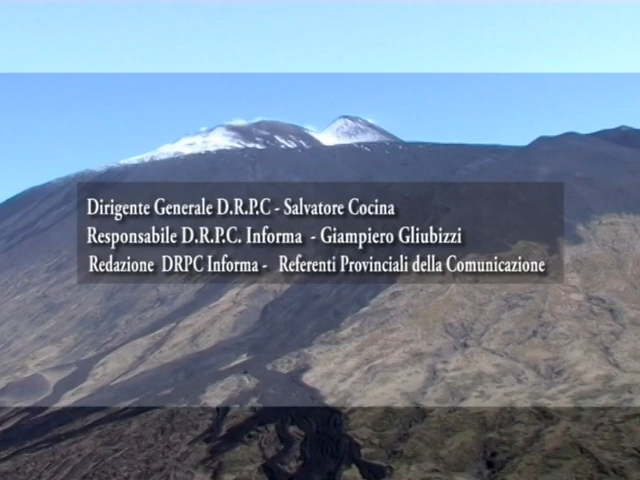 Dirigente Generale D.R.P.C - Salvatore Cocina
Responsabile D.R.P.C. Informa - Giampiero Gliubizzi
Redazione DRPC Informa - Referenti Provinciali della Comunicazione